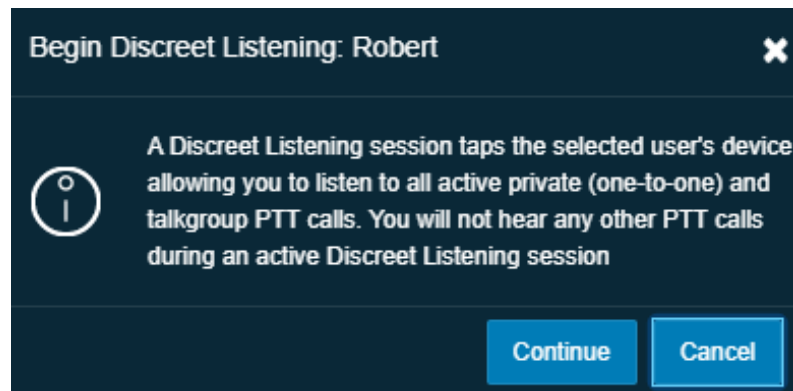 Begin Discreet Listening: Robert
A Discreet Listening session taps the selected user's device
allowing you to listen to all active private (one-to-one) and
talkgroup PTT calls. You will not hear any other PTT calls
during an active Discreet Listening session
Continue
Cancel